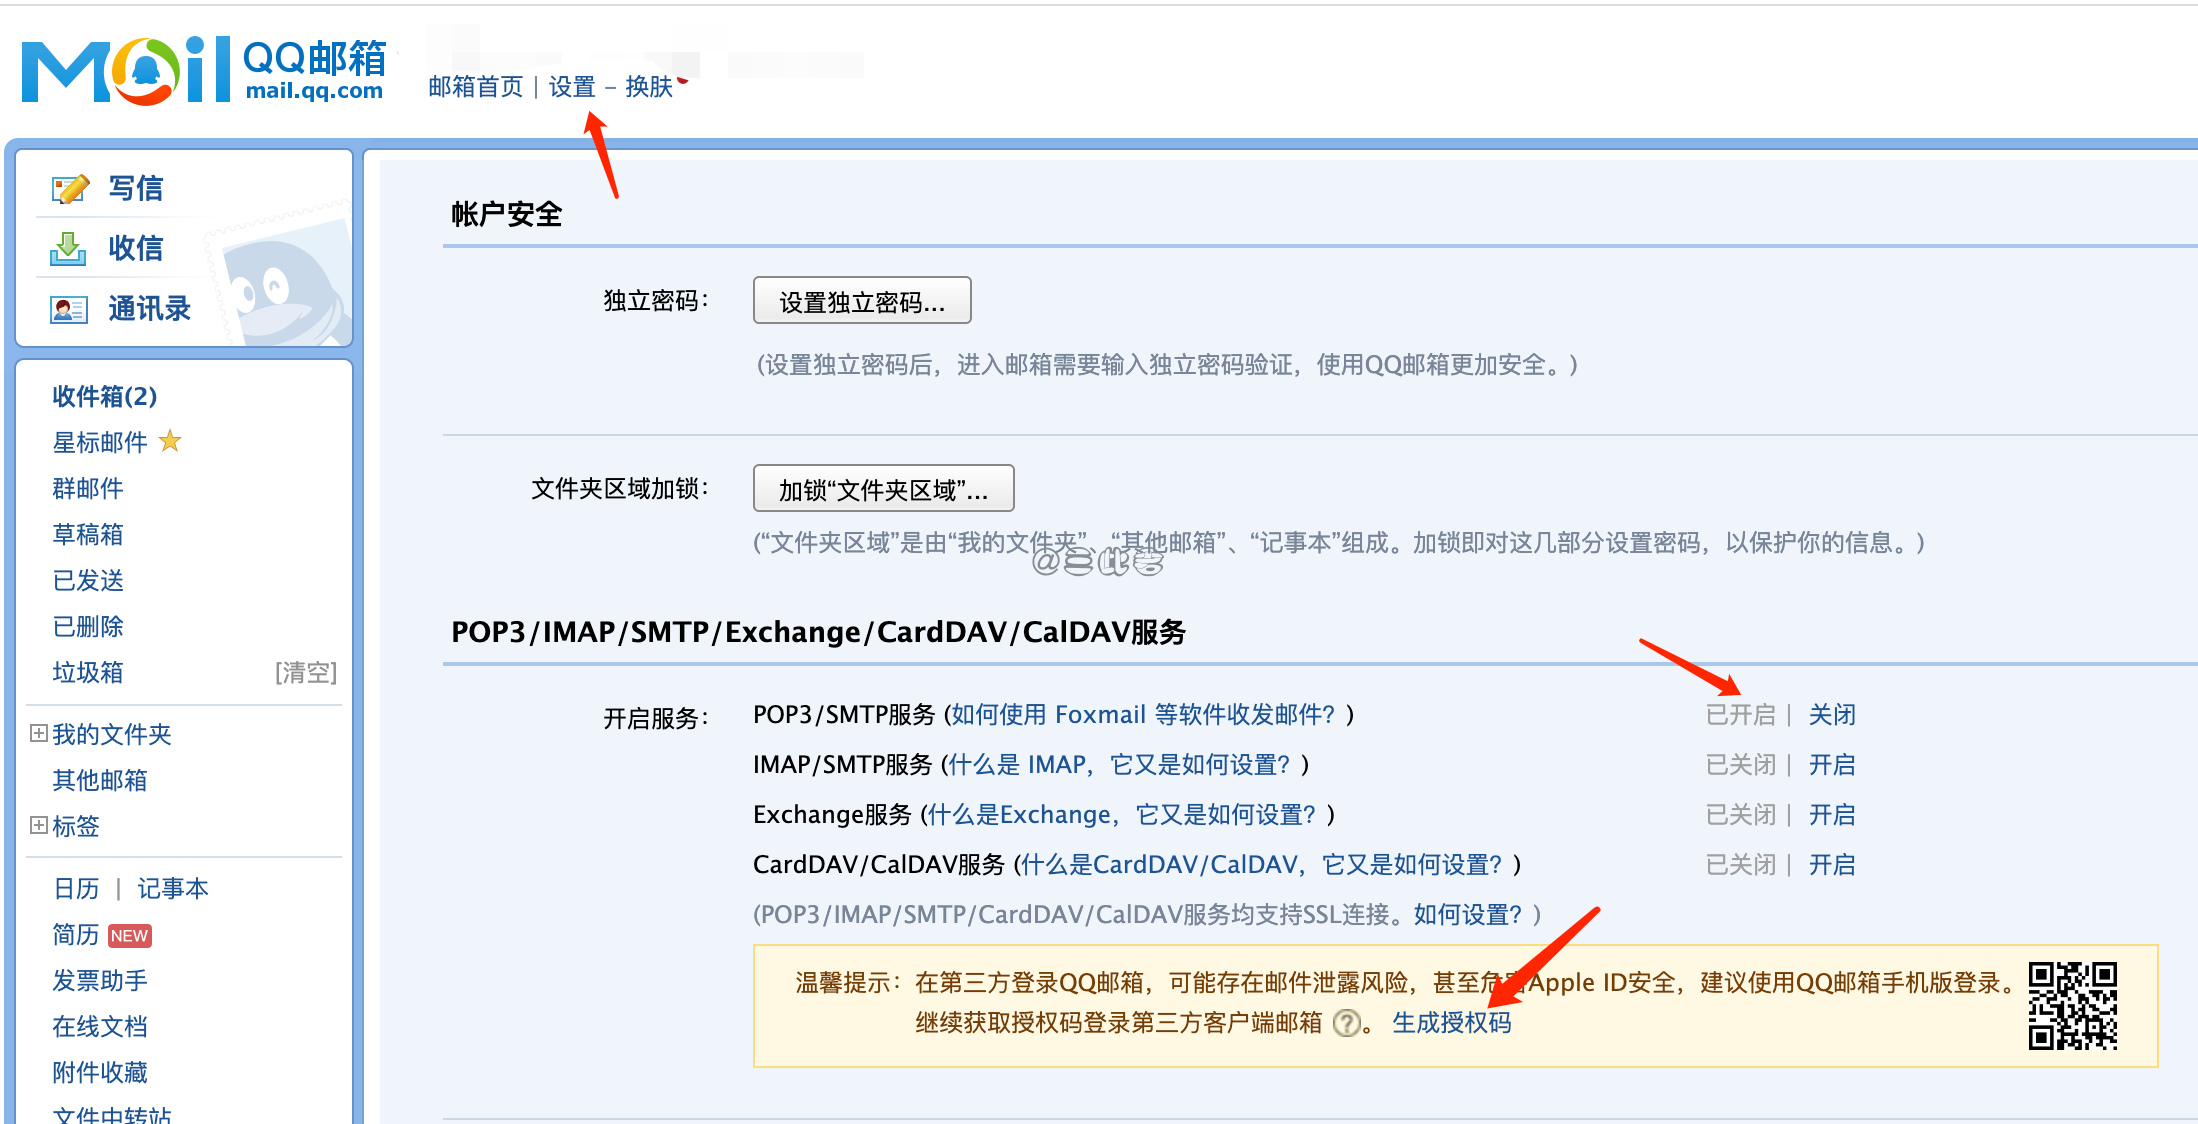 Mail QQ邮箱
mail.qq.com
邮箱首页 | 设置 - 换肤
写信
收信
通讯录
收件箱(2)
星标邮件
群邮件
草稿箱
已发送
已删除
垃圾箱 [清空]
我的文件夹
其他邮箱
标签
日历 | 记事本
简历 NEW
发票助手
在线文档
附件收藏
文件中转站
帐户安全
独立密码： 设置独立密码...
(设置独立密码后，进入邮箱需要输入独立密码验证，使用QQ邮箱更加安全。)
文件夹区域加锁： 加锁“文件夹区域”...
(“文件夹区域”是由“我的文件夹”、“其他邮箱”、“记事本”组成。加锁即对这几部分设置密码，以保护你的信息。)
POP3/IMAP/SMTP/Exchange/CardDAV/CalDAV服务
开启服务： POP3/SMTP服务 (如何使用 Foxmail 等软件收发邮件？) 已开启 | 关闭
IMAP/SMTP服务 (什么是 IMAP，它又是如何设置？) 已关闭 | 开启
Exchange服务 (什么是Exchange，它又是如何设置？) 已关闭 | 开启
CardDAV/CalDAV服务 (什么是CardDAV/CalDAV，它又是如何设置？) 已关闭 | 开启
(POP3/IMAP/SMTP/CardDAV/CalDAV服务均支持SSL连接。如何设置？)
温馨提示：在第三方登录QQ邮箱，可能存在邮件泄露风险，甚至危害Apple ID安全，建议使用QQ邮箱手机版登录。
继续获取授权码登录第三方客户端邮箱 ?。 生成授权码